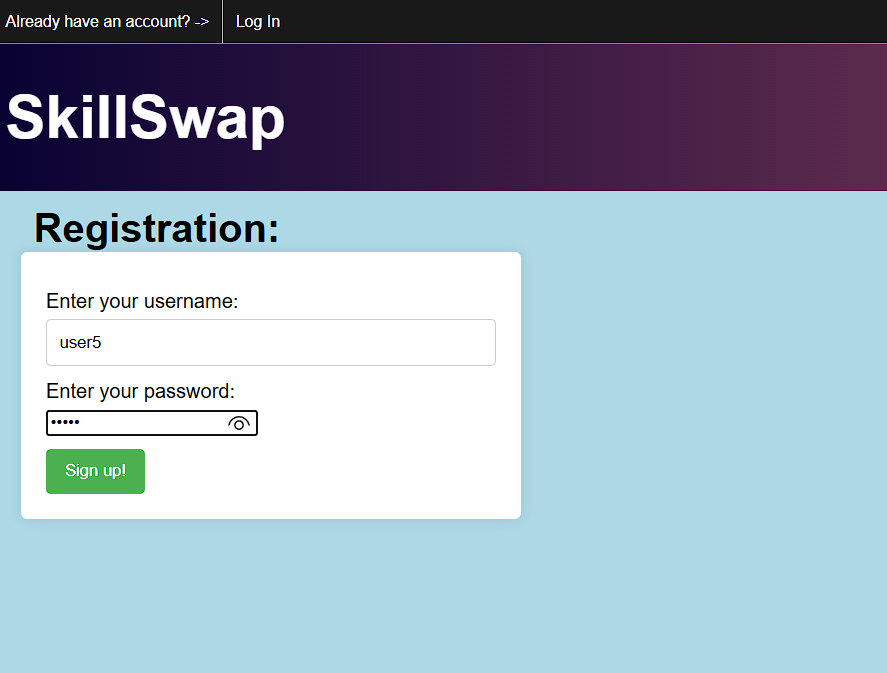 Already have an account? -> Log In
SkillSwap
Registration:
Enter your username:
user5
Enter your password:
•••••
Sign up!